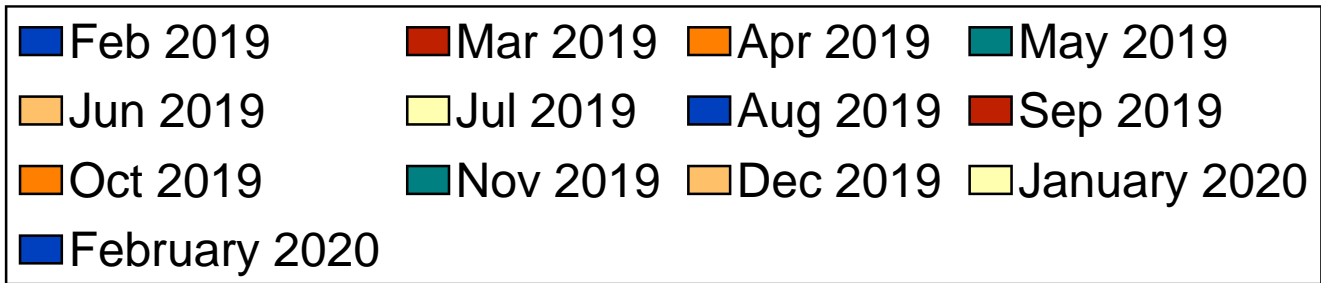 Feb 2019 Mar 2019 Apr 2019 May 2019
Jun 2019 Jul 2019 Aug 2019 Sep 2019
Oct 2019 Nov 2019 Dec 2019 January 2020
February 2020